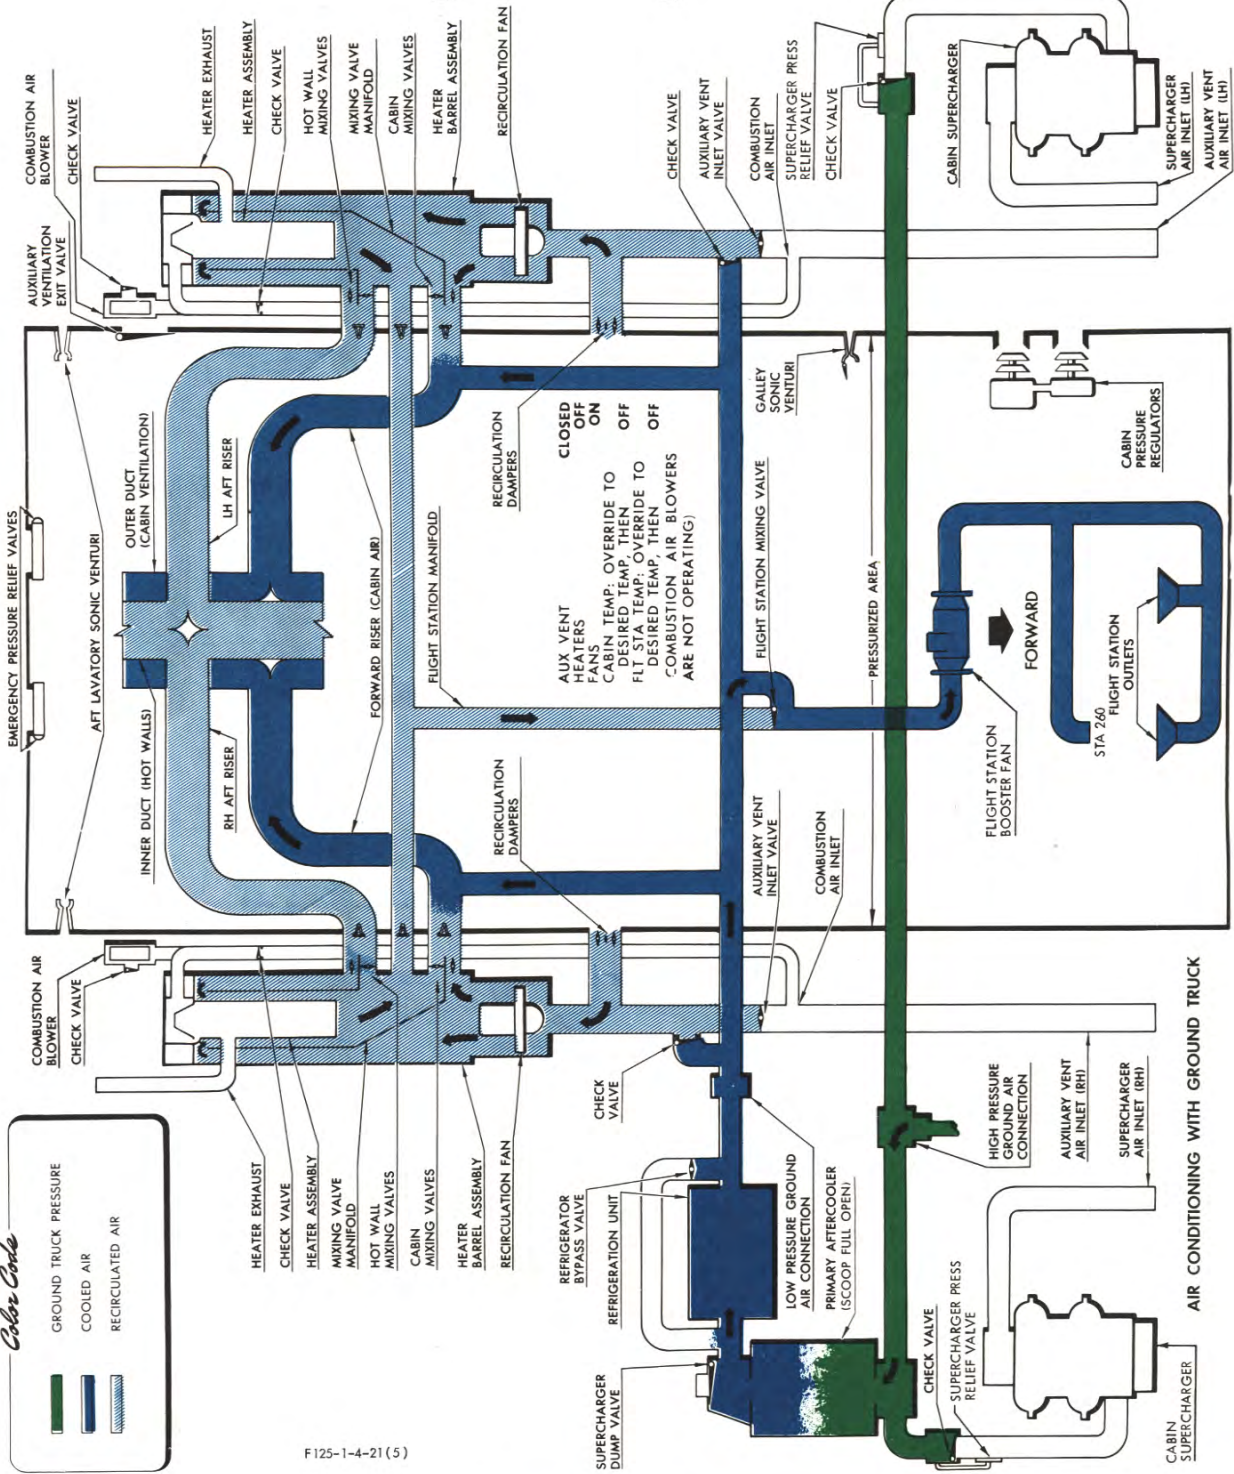 Color Code
GROUND TRUCK PRESSURE
COOLED AIR
RECIRCULATED AIR
F125-1-4-21(5)
COMBUSTION AIR
BLOWER
CHECK VALVE
HEATER EXHAUST
CHECK VALVE
HEATER ASSEMBLY
MIXING VALVE
MANIFOLD
HOT WALL
MIXING VALVES
CABIN
MIXING VALVES
HEATER
BARREL ASSEMBLY
RECIRCULATION FAN
REFRIGERATOR
BYPASS VALVE
REFRIGERATION UNIT
SUPERCHARGER
DUMP VALVE
CHECK
VALVE
LOW PRESSURE GROUND
AIR CONNECTION
PRIMARY AFTERCOOLER
(SCOOP FULL OPEN)
CHECK VALVE
SUPERCHARGER PRESS
RELIEF VALVE
HIGH PRESSURE
GROUND AIR
CONNECTION
AUXILIARY VENT
AIR INLET (RH)
SUPERCHARGER
AIR INLET (RH)
CABIN
SUPERCHARGER
AIR CONDITIONING WITH GROUND TRUCK
EMERGENCY PRESSURE RELIEF VALVES
AFT LAVATORY SONIC VENTURI
INNER DUCT (HOT WALLS)
OUTER DUCT
(CABIN VENTILATION)
RH AFT RISER
LH AFT RISER
FORWARD RISER (CABIN AIR)
FLIGHT STATION MANIFOLD
RECIRCULATION
DAMPERS
RECIRCULATION
DAMPERS
AUX VENT CLOSED
HEATERS OFF
FANS ON
CABIN TEMP: OVERRIDE TO
DESIRED TEMP, THEN OFF
FLT STA TEMP: OVERRIDE TO
DESIRED TEMP, THEN OFF
COMBUSTION AIR BLOWERS
ARE NOT OPERATING)
AUXILIARY VENT
INLET VALVE
COMBUSTION
AIR INLET
FLIGHT STATION MIXING VALVE
GALLEY
SONIC
VENTURI
PRESSURIZED AREA
FLIGHT STATION
BOOSTER FAN
FORWARD
STA 260
FLIGHT STATION
OUTLETS
CABIN
PRESSURE
REGULATORS
AUXILIARY
VENTILATION
EXIT VALVE
COMBUSTION AIR
BLOWER
CHECK VALVE
HEATER EXHAUST
HEATER ASSEMBLY
CHECK VALVE
HOT WALL
MIXING VALVES
MIXING VALVE
MANIFOLD
CABIN
MIXING VALVES
HEATER
BARREL ASSEMBLY
RECIRCULATION FAN
CHECK VALVE
AUXILIARY VENT
INLET VALVE
COMBUSTION
AIR INLET
SUPERCHARGER PRESS
RELIEF VALVE
CHECK VALVE
CABIN SUPERCHARGER
SUPERCHARGER
AIR INLET (LH)
AUXILIARY VENT
AIR INLET (LH)